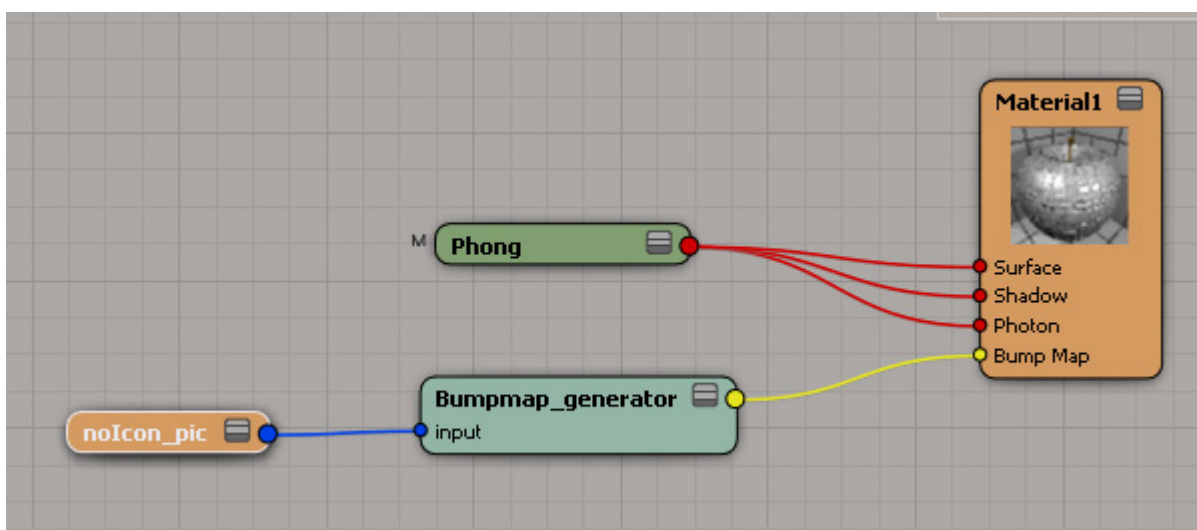 Material1
M
Phong
Surface
Shadow
Photon
Bump Map
Bumpmap_generator
input
noIcon_pic